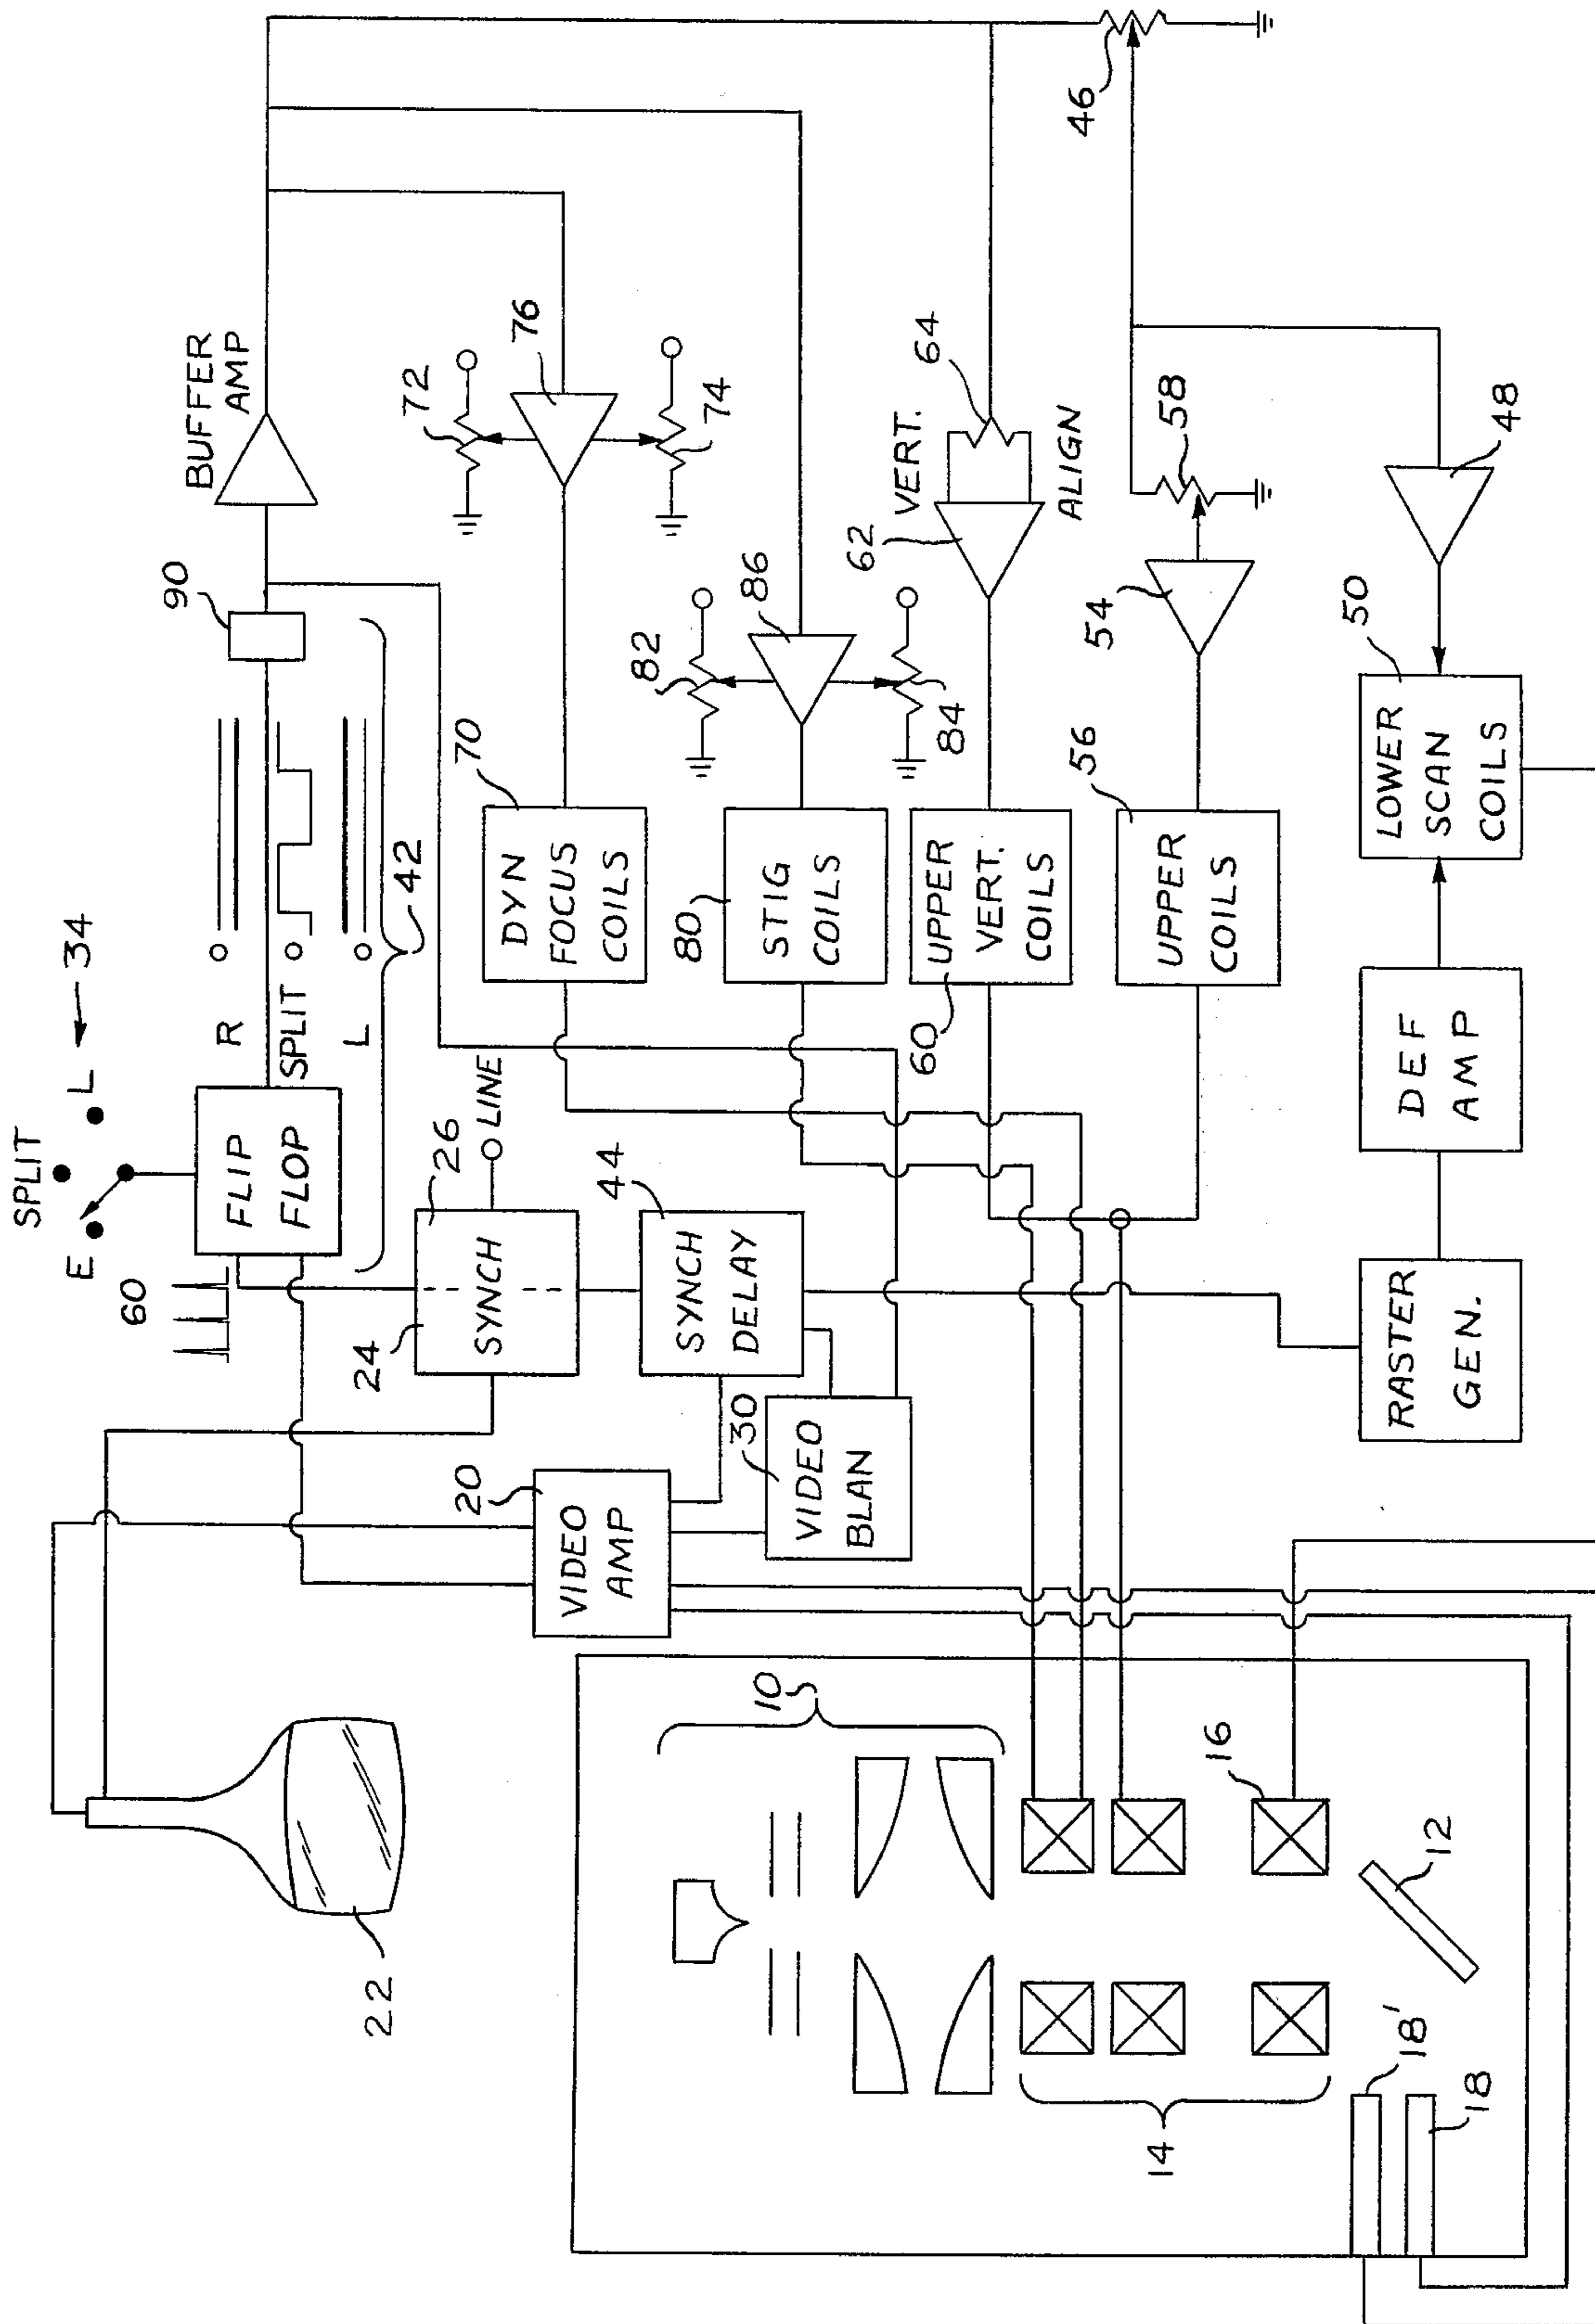 SPLIT
E
L
34
60
FLIP
FLOP
R
SPLIT
L
42
90
BUFFER
AMP
24
26
SYNCH
LINE
44
SYNCH
DELAY
20
VIDEO
AMP
30
VIDEO
BLAN
22
70
DYN
FOCUS
COILS
72
76
74
80
STIG
COILS
82
86
84
60
UPPER
VERT.
COILS
62
VERT.
ALIGN
64
56
UPPER
COILS
54
58
46
48
50
LOWER
SCAN
COILS
DEF
AMP
RASTER
GEN.
10
16
12
14
18'
18